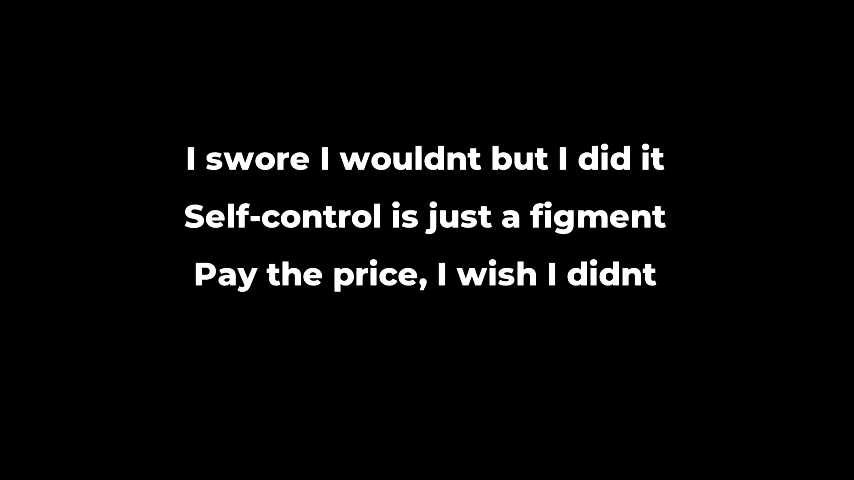 I swore I wouldnt but I did it
Self-control is just a figment
Pay the price, I wish I didnt